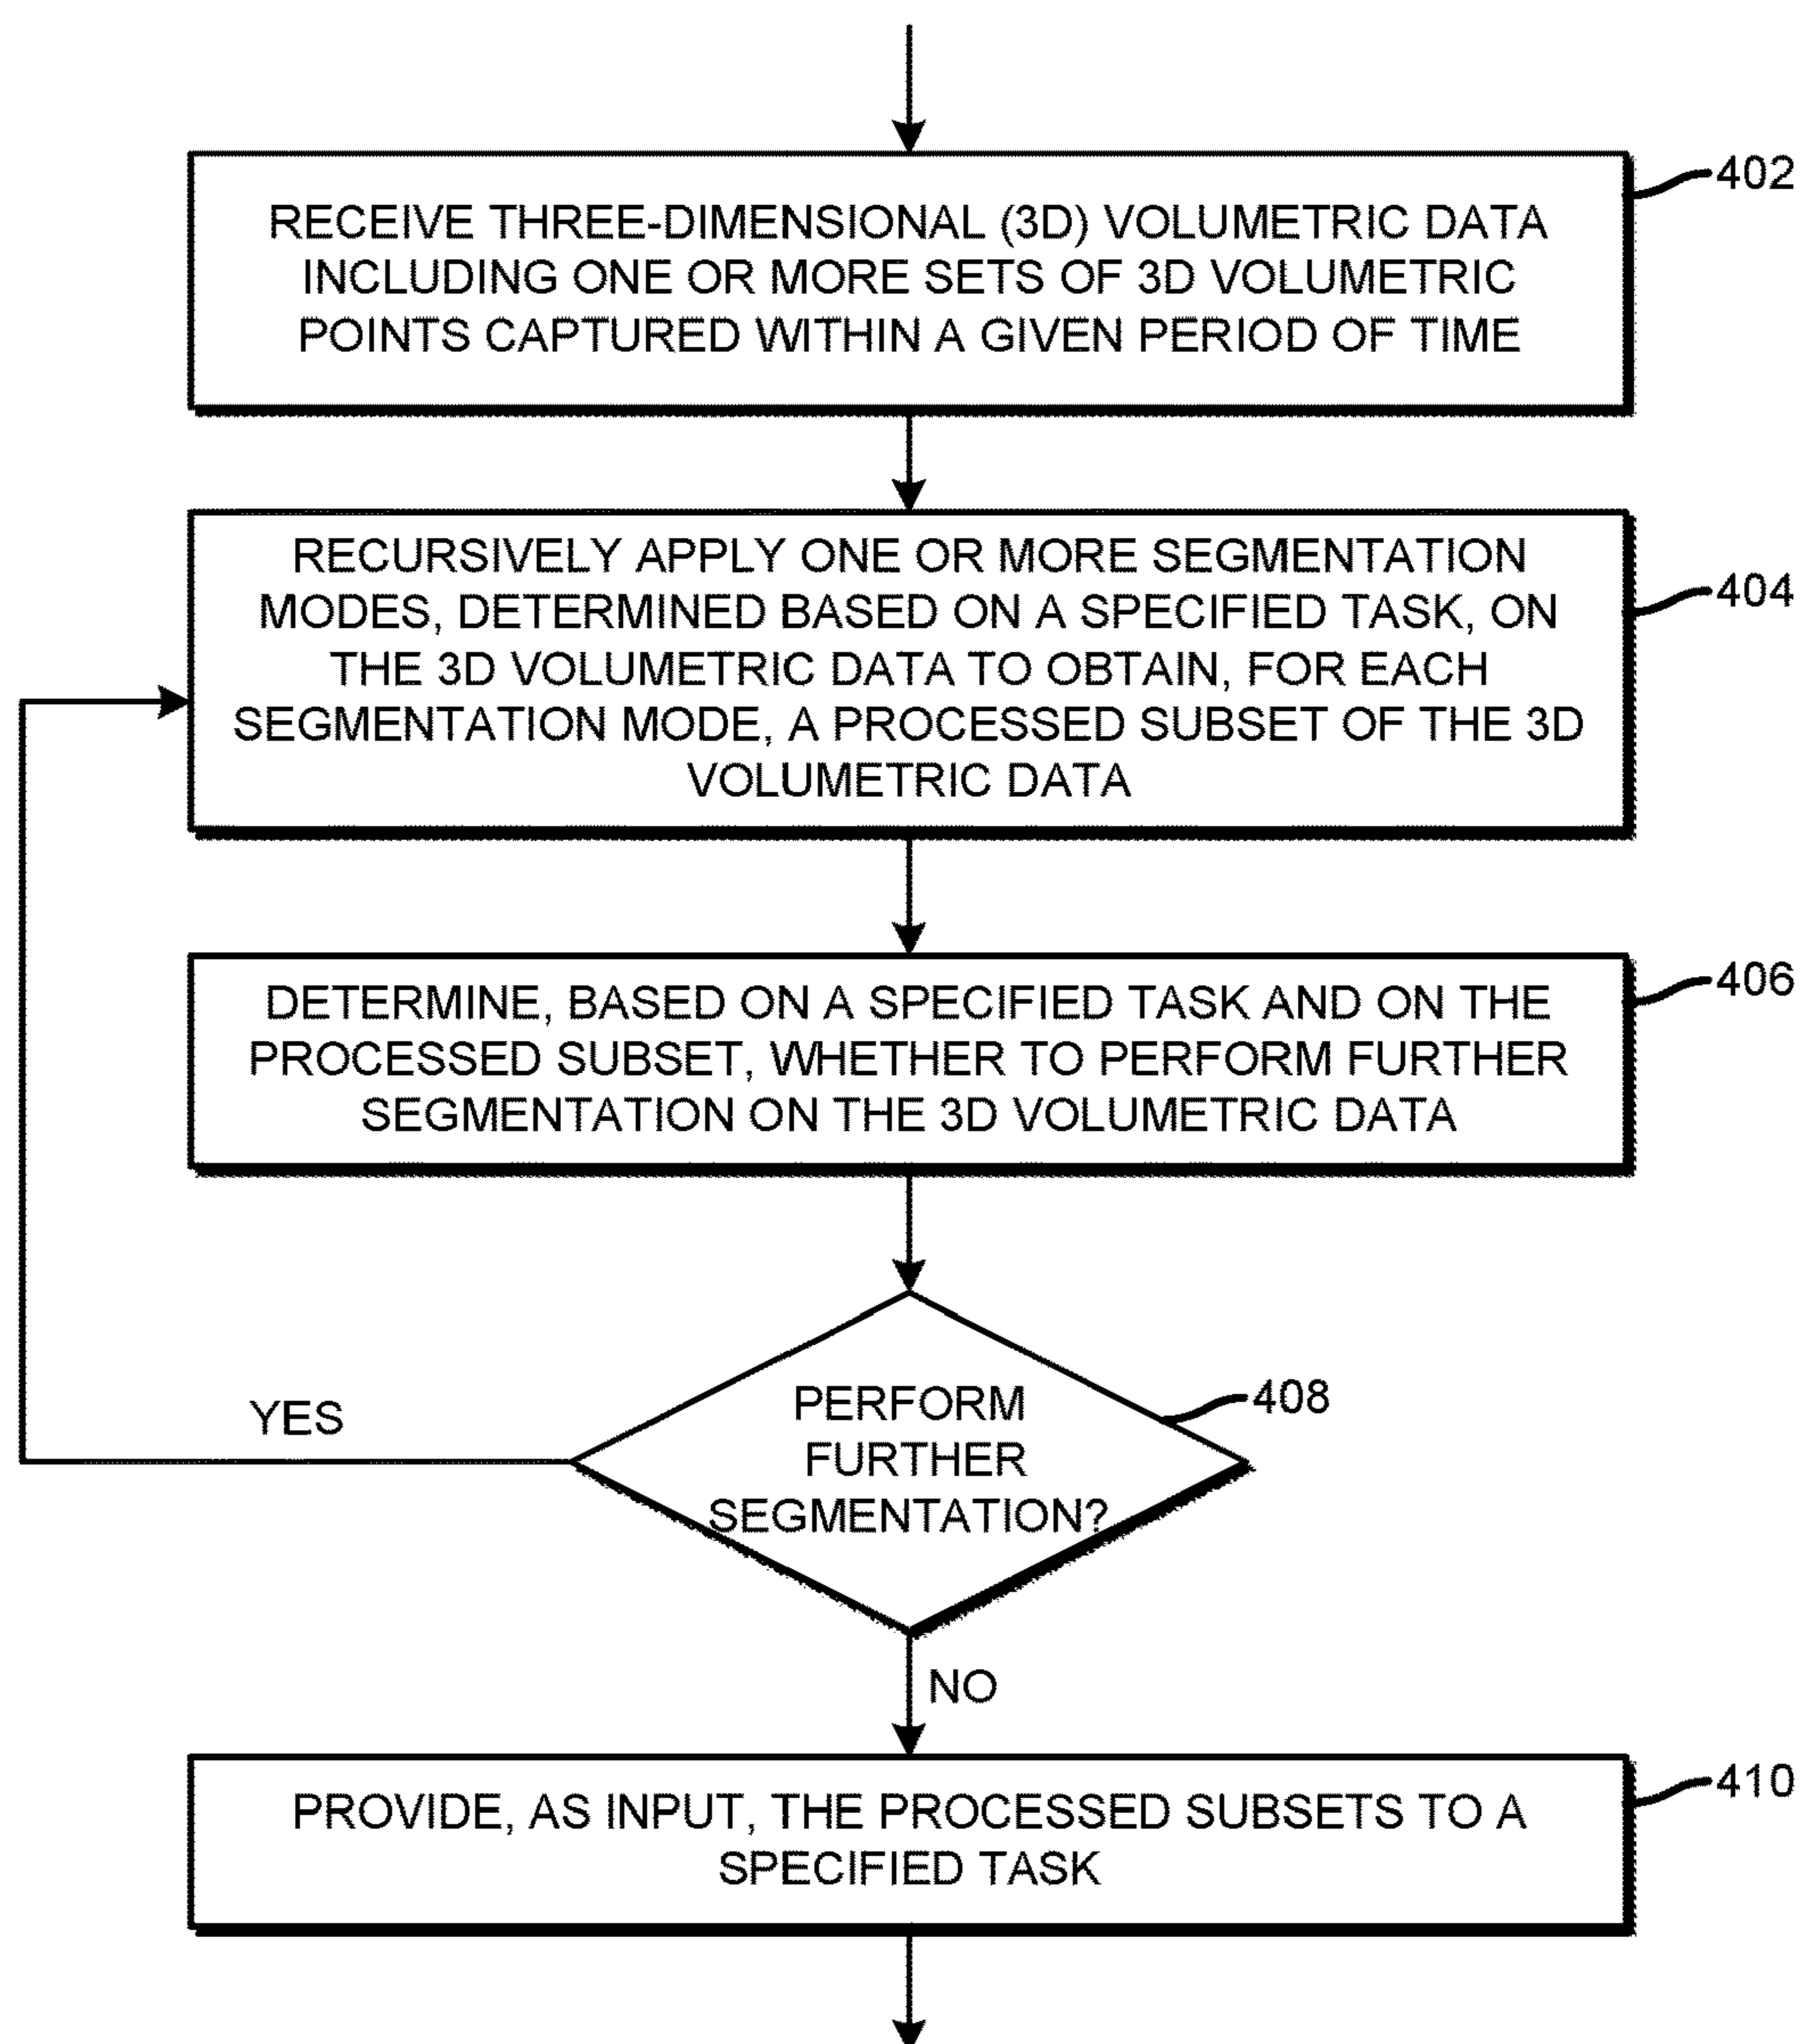 402
RECEIVE THREE-DIMENSIONAL (3D) VOLUMETRIC DATA
INCLUDING ONE OR MORE SETS OF 3D VOLUMETRIC
POINTS CAPTURED WITHIN A GIVEN PERIOD OF TIME
RECURSIVELY APPLY ONE OR MORE SEGMENTATION
404
MODES, DETERMINED BASED ON A SPECIFIED TASK, ON
THE 3D VOLUMETRIC DATA TO OBTAIN, FOR EACH
SEGMENTATION MODE, A PROCESSED SUBSET OF THE 3D
VOLUMETRIC DATA
406
DETERMINE, BASED ON A SPECIFIED TASK AND ON THE
PROCESSED SUBSET, WHETHER TO PERFORM FURTHER
SEGMENTATION ON THE 3D VOLUMETRIC DATA
408
PERFORM
YES
FURTHER
SEGMENTATION?
NO
410
PROVIDE, AS INPUT, THE PROCESSED SUBSETS TO A
SPECIFIED TASK